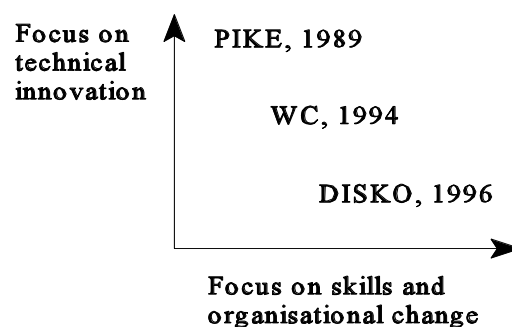 Focus on
technical
innovation
PIKE, 1989
WC, 1994
DISKO, 1996
Focus on skills and
organisational change